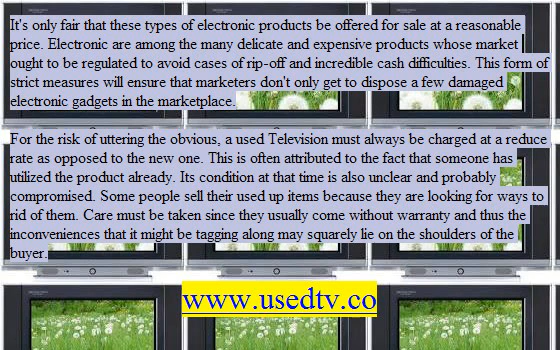 It's only fair that these types of electronic products be offered for sale at a reasonable
price. Electronic are among the many delicate and expensive products whose market
ought to be regulated to avoid cases of rip-off and incredible cash difficulties. This form of
strict measures will ensure that marketers don't only get to dispose a few damaged
electronic gadgets in the marketplace.
For the risk of uttering the obvious, a used Television must always be charged at a reduce
rate as opposed to the new one. This is often attributed to the fact that someone has
utilized the product already. Its condition at that time is also unclear and probably
compromised. Some people sell their used up items because they are looking for ways to
rid of them. Care must be taken since they usually come without warranty and thus the
inconveniences that it might be tagging along may squarely lie on the shoulders of the
buyer.
www.usedtv.co